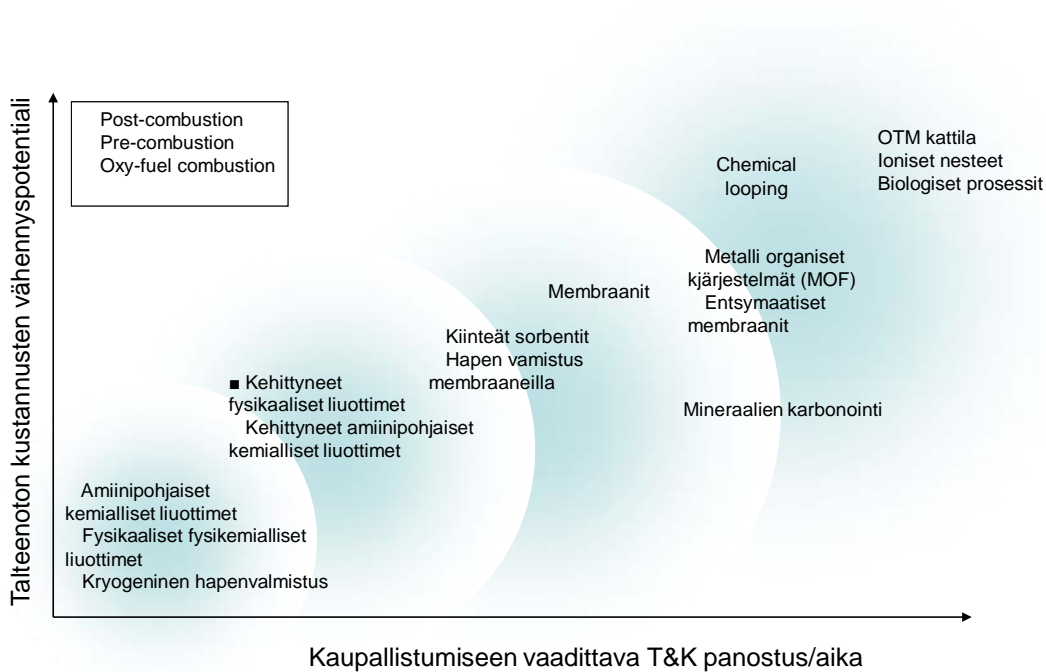 Talteenoton kustannusten vähennyspotentiali
Post-combustion
Pre-combustion
Oxy-fuel combustion
OTM kattila
Ioniset nesteet
Biologiset prosessit
Chemical
looping
Metalli organiset
kjärjestelmät (MOF)
Entsymaatiset
membraanit
Membraanit
Kiinteät sorbentit
Hapen vamistus
membraaneilla
■ Kehittyneet
fysikaaliset liuottimet
Kehittyneet amiinipohjaiset
kemialliset liuottimet
Mineraalien karbonointi
Amiinipohjaiset
kemialliset liuottimet
Fysikaaliset fysikemialliset
liuottimet
Kryogeninen hapenvalmistus
Kaupallistumiseen vaadittava T&K panostus/aika